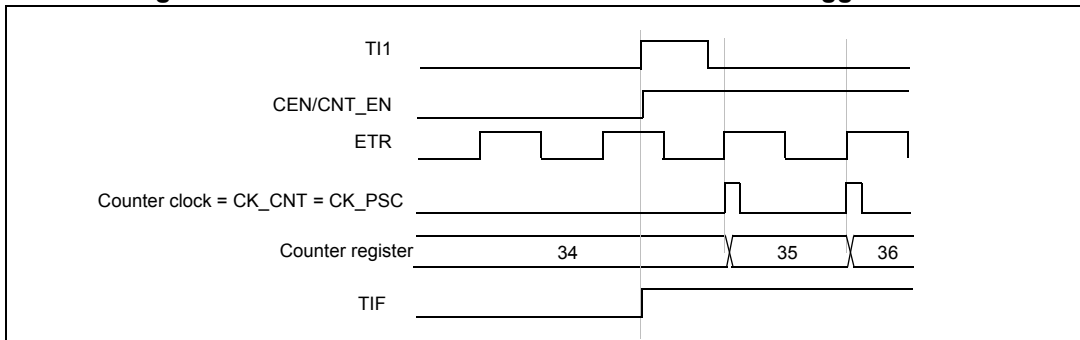 TI1
CEN/CNT_EN
ETR
Counter clock = CK_CNT = CK_PSC
Counter register 34 35 36
TIF